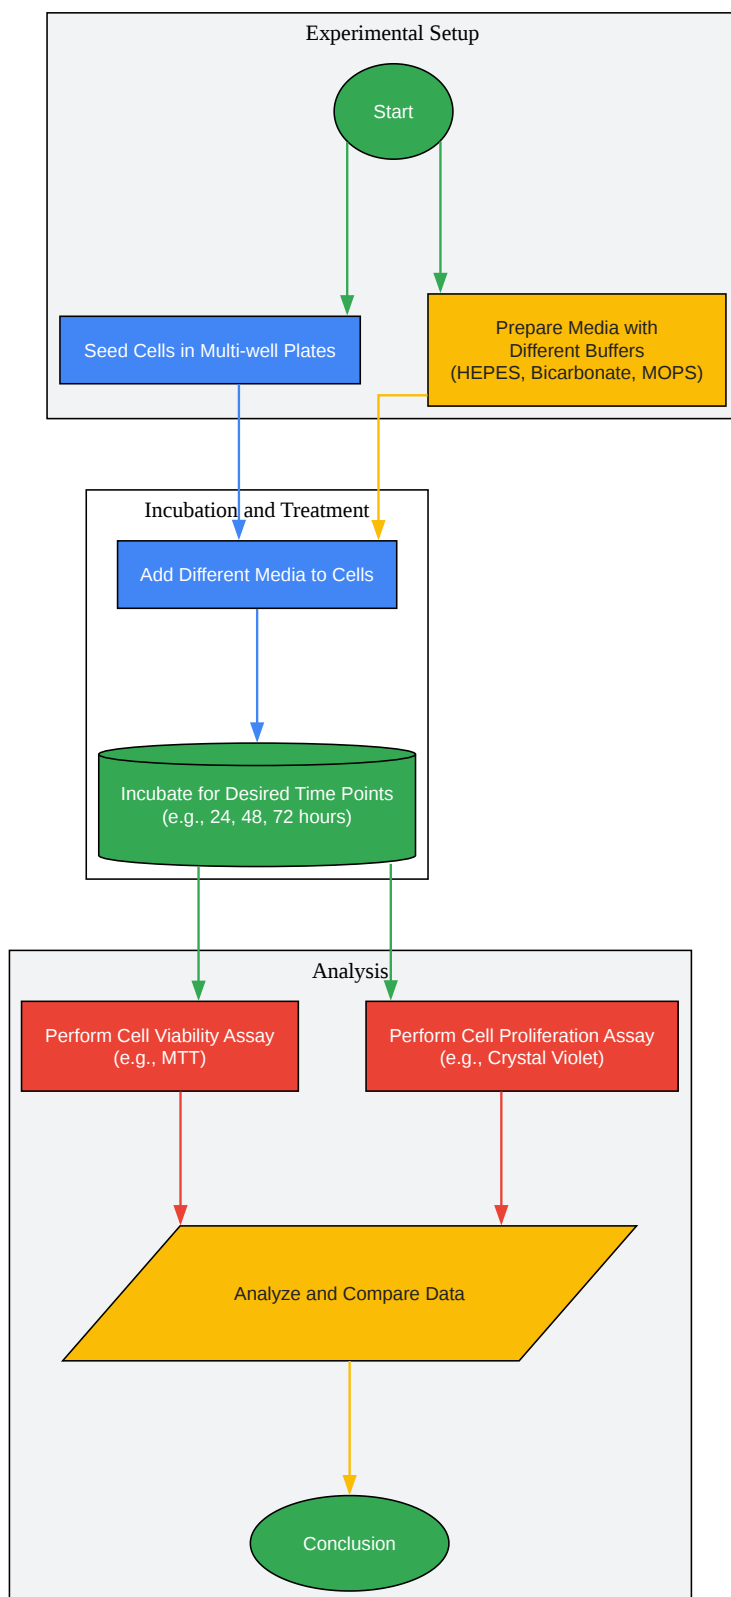 Experimental Setup
Start
Seed Cells in Multi-well Plates
Prepare Media with
Different Buffers
(HEPES, Bicarbonate, MOPS)
Incubation and Treatment
Add Different Media to Cells
Incubate for Desired Time Points
(e.g., 24, 48, 72 hours)
Analysis
Perform Cell Viability Assay
(e.g., MTT)
Perform Cell Proliferation Assay
(e.g., Crystal Violet)
Analyze and Compare Data
Conclusion